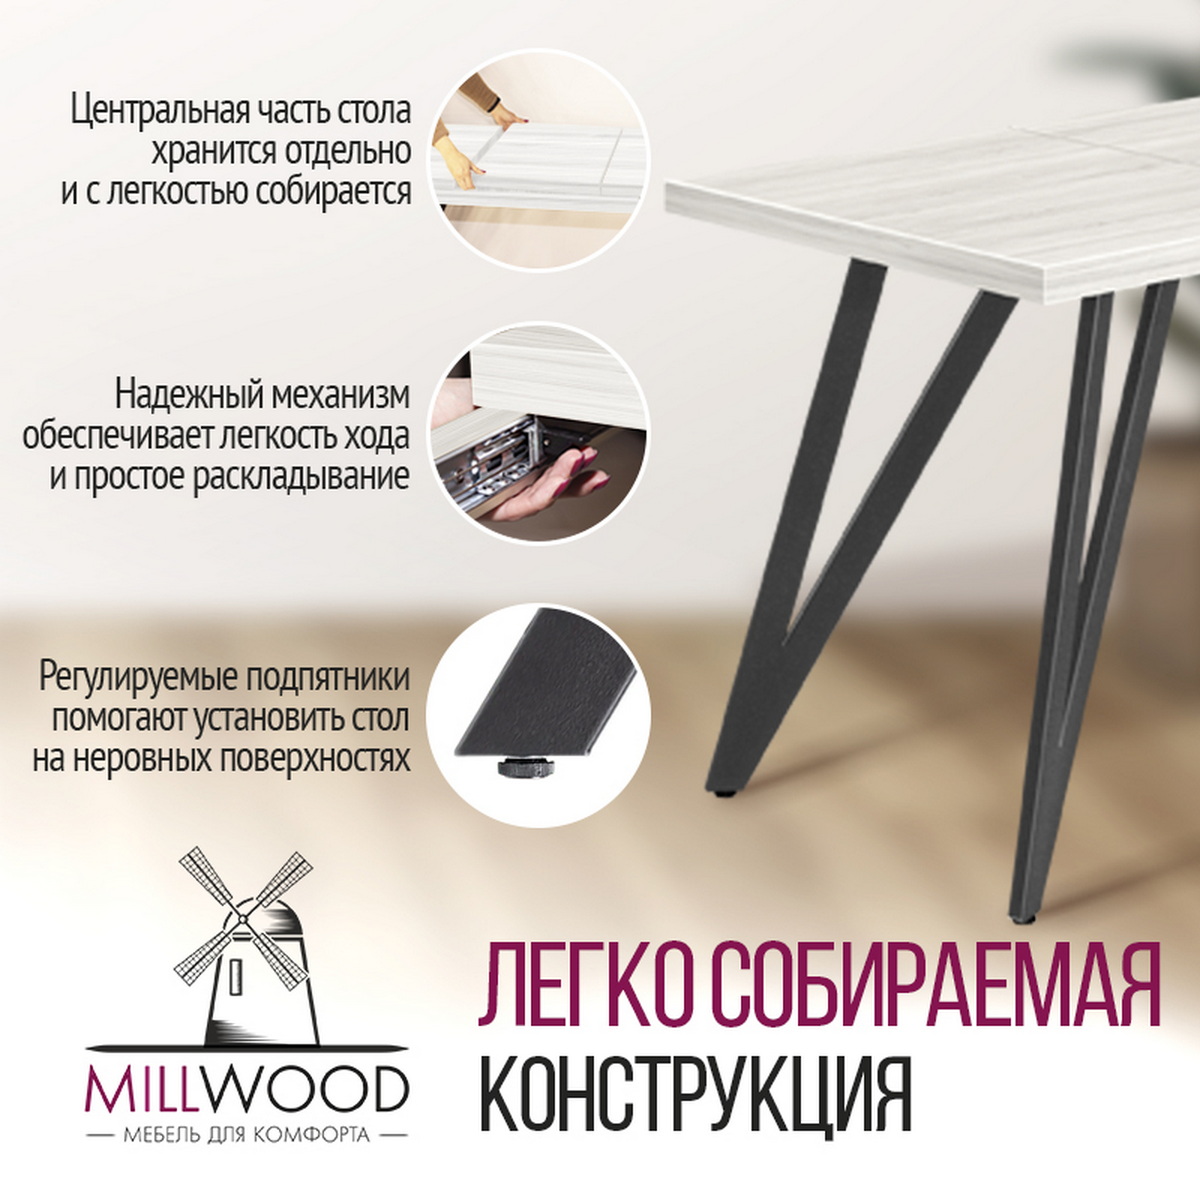 Центральная часть стола
хранится отдельно
и с легкостью собирается
Надежный механизм
обеспечивает легкость хода
и простое раскладывание
Регулируемые подпятники
помогают установить стол
на неровных поверхностях
MILLWOOD
— МЕБЕЛЬ ДЛЯ КОМФОРТА —
ЛЕГКО СОБИРАЕМАЯ
КОНСТРУКЦИЯ